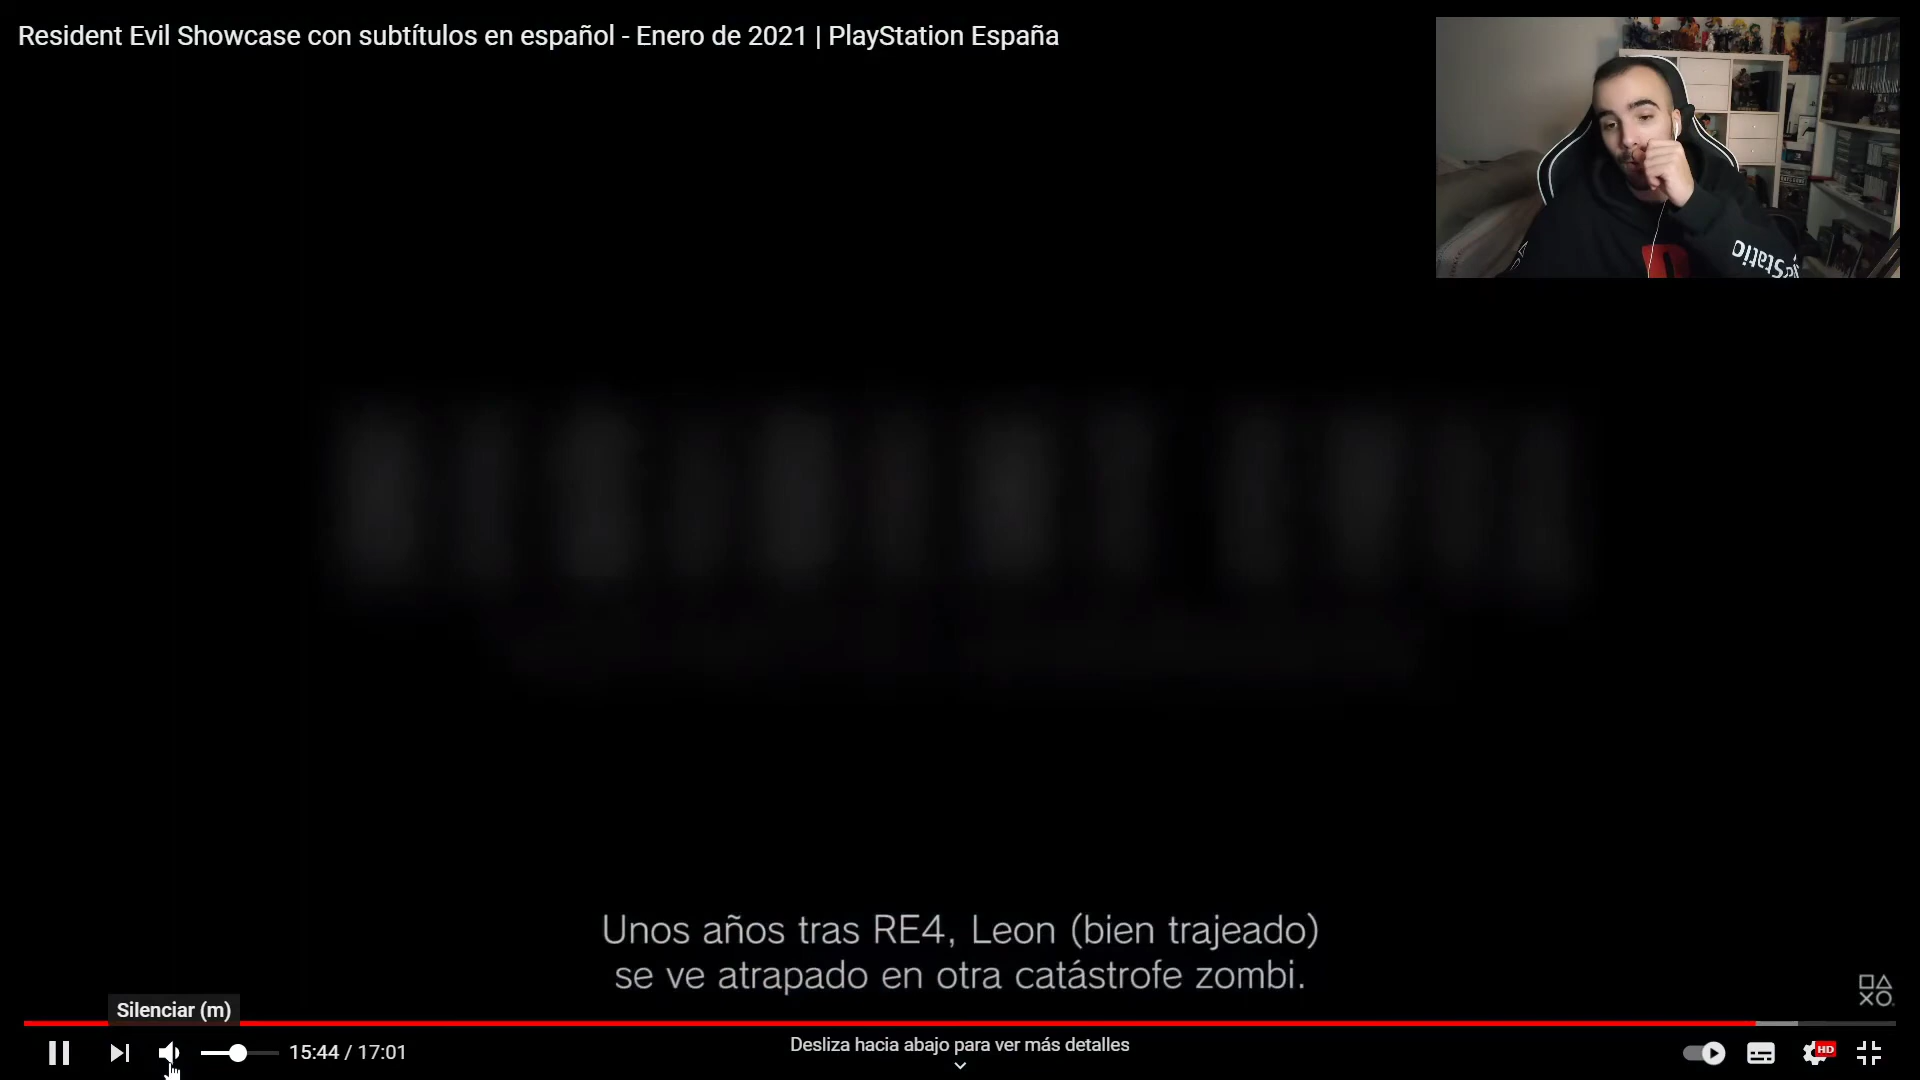 Resident Evil Showcase con subtítulos en español - Enero de 2021 | PlayStation España
Unos años tras RE4, Leon (bien trajeado)
se ve atrapado en otra catástrofe zombi.
Silenciar (m)
15:44 / 17:01
Desliza hacia abajo para ver más detalles
HD